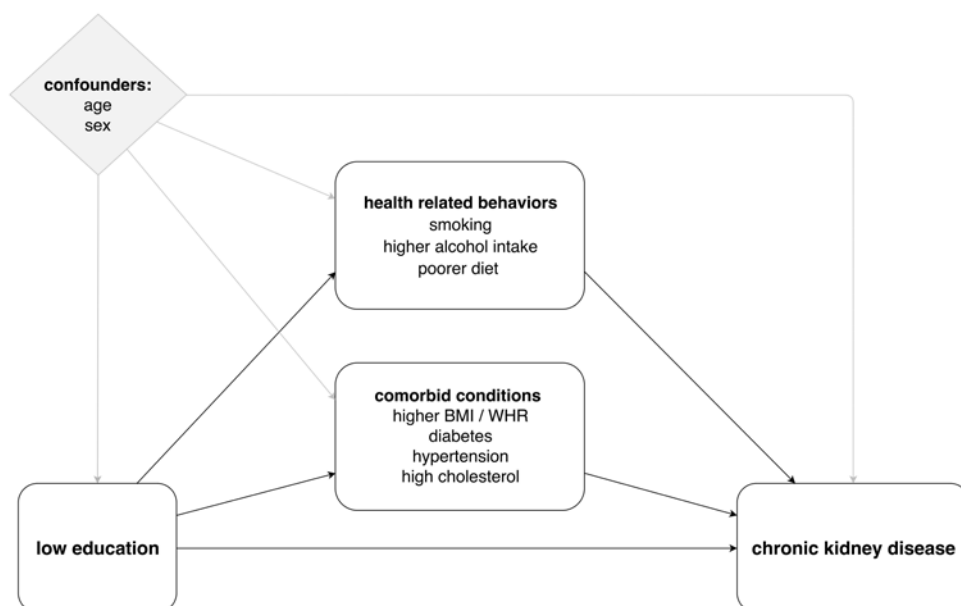 confounders:
age
sex
health related behaviors
smoking
higher alcohol intake
poorer diet
comorbid conditions
higher BMI / WHR
diabetes
hypertension
high cholesterol
low education
chronic kidney disease